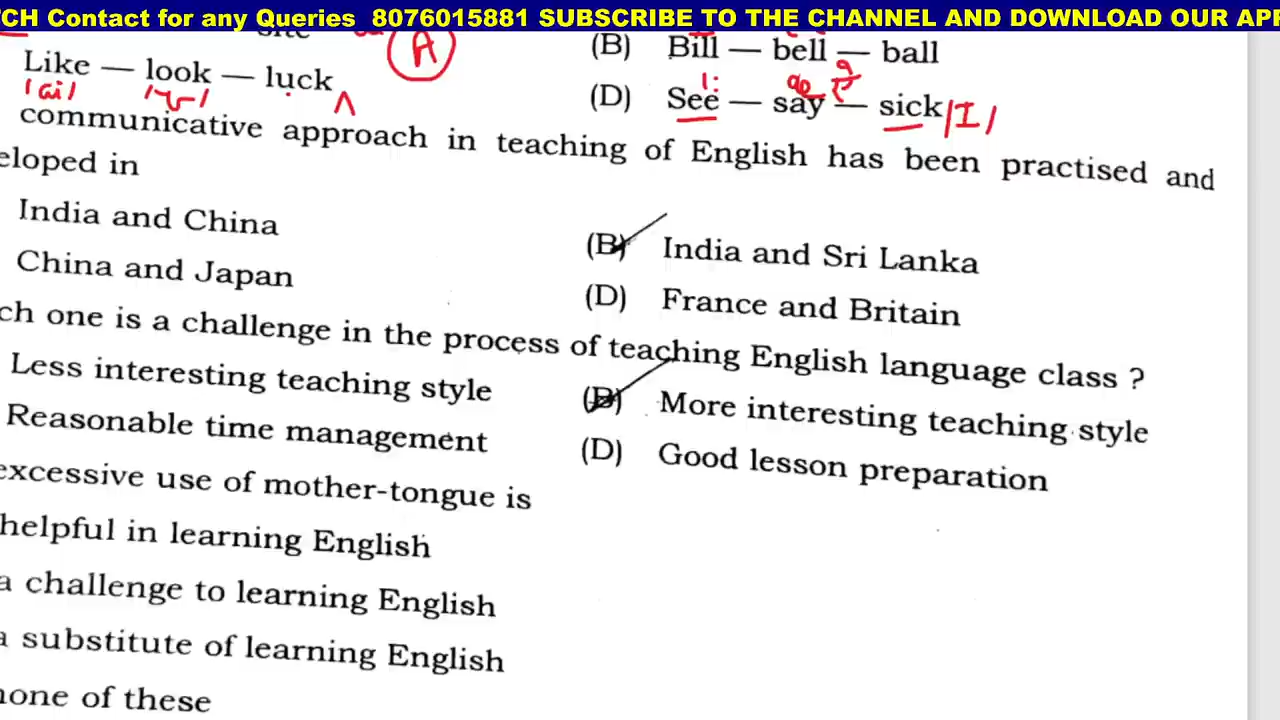 TCH Contact for any Queries 8076015881 SUBSCRIBE TO THE CHANNEL AND DOWNLOAD OUR APP
A
(B) Bill — bell — ball
Like — look — luck
/ai/ /ʊ/ ʌ
i:
(D) See — say — sick /I/
communicative approach in teaching of English has been practised and
eloped in
India and China
(B) India and Sri Lanka
China and Japan
(D) France and Britain
ch one is a challenge in the process of teaching English language class ?
Less interesting teaching style
(B) More interesting teaching style
Reasonable time management
(D) Good lesson preparation
excessive use of mother-tongue is
helpful in learning English
a challenge to learning English
a substitute of learning English
none of these